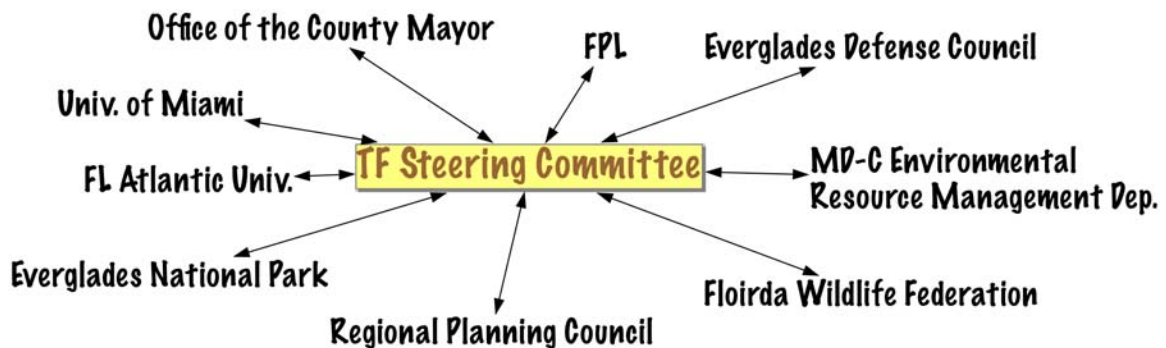 Office of the County Mayor
FPL
Everglades Defense Council
Univ. of Miami
TF Steering Committee
MD-C Environmental
Resource Management Dep.
FL Atlantic Univ.
Everglades National Park
Floirda Wildlife Federation
Regional Planning Council